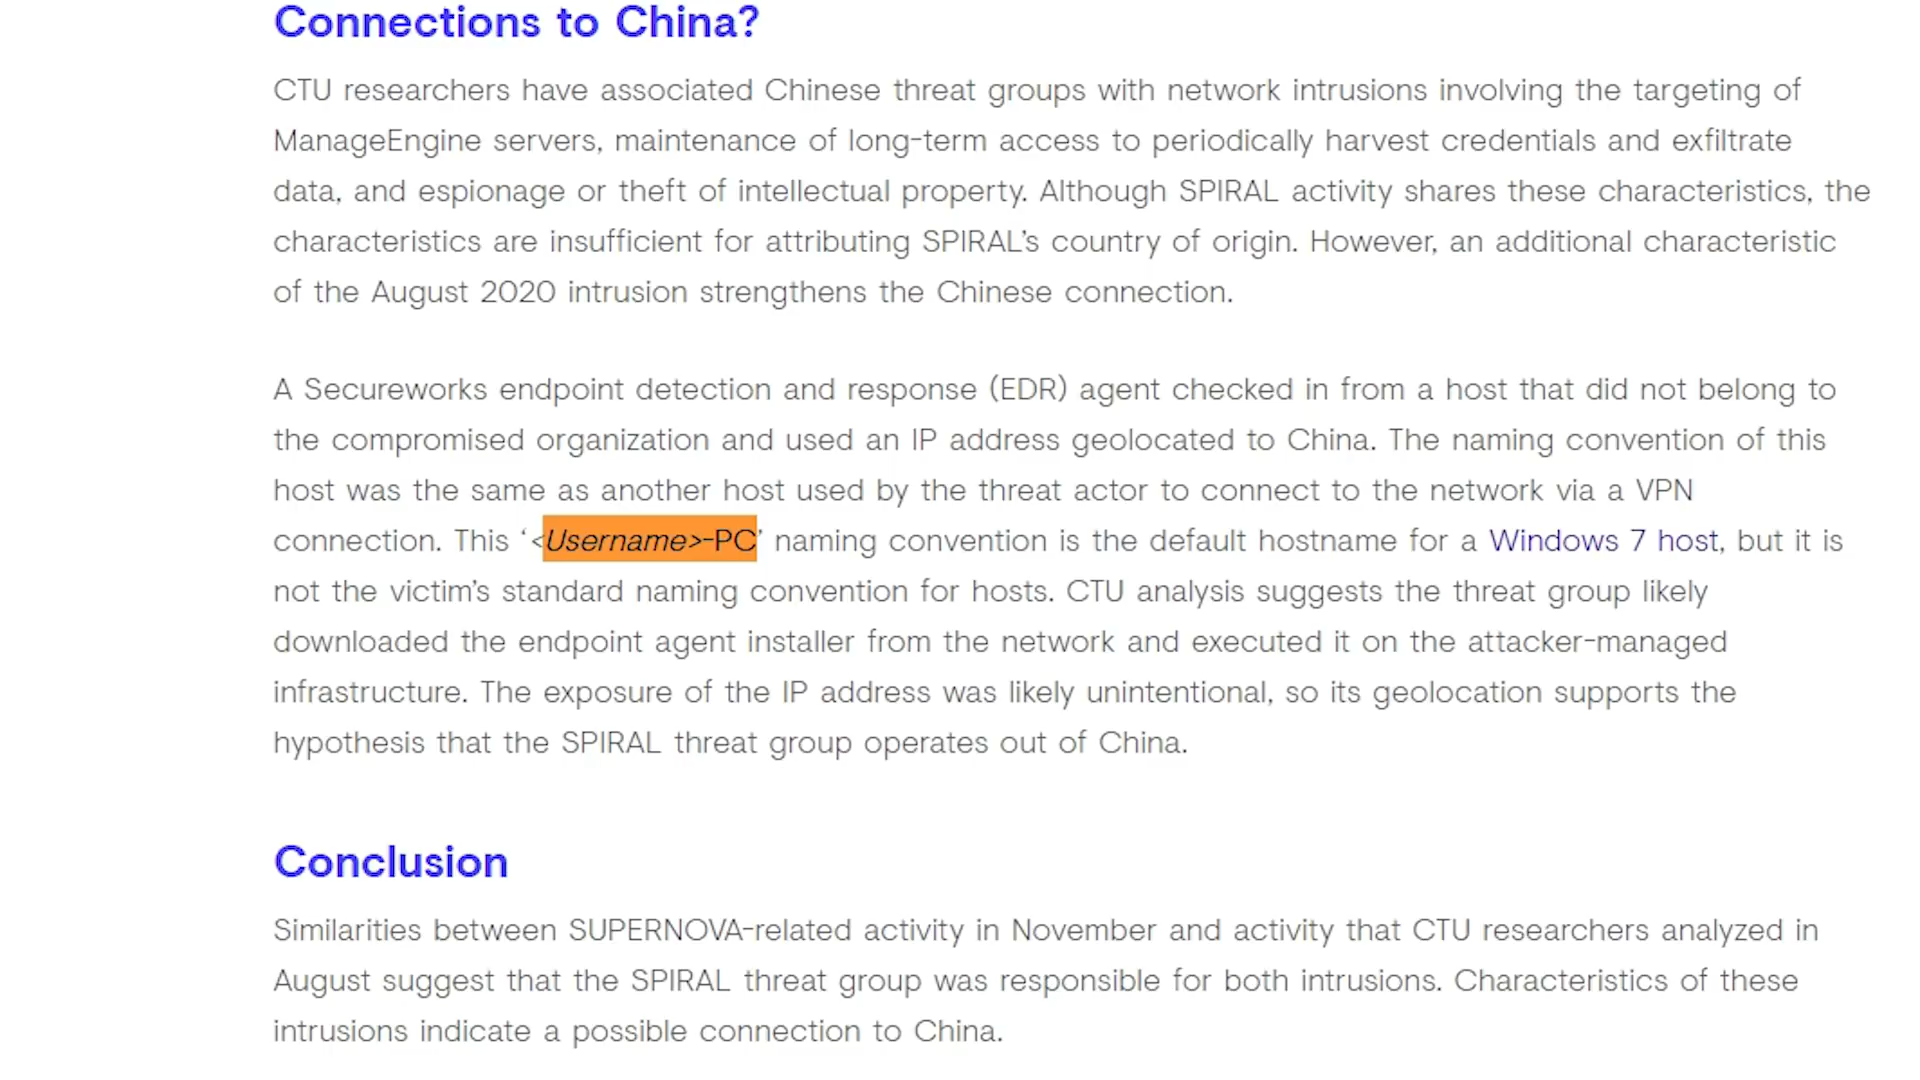 Connections to China?
CTU researchers have associated Chinese threat groups with network intrusions involving the targeting of
ManageEngine servers, maintenance of long-term access to periodically harvest credentials and exfiltrate
data, and espionage or theft of intellectual property. Although SPIRAL activity shares these characteristics, the
characteristics are insufficient for attributing SPIRAL’s country of origin. However, an additional characteristic
of the August 2020 intrusion strengthens the Chinese connection.
A Secureworks endpoint detection and response (EDR) agent checked in from a host that did not belong to
the compromised organization and used an IP address geolocated to China. The naming convention of this
host was the same as another host used by the threat actor to connect to the network via a VPN
connection. This ‘<Username>-PC’ naming convention is the default hostname for a Windows 7 host, but it is
not the victim’s standard naming convention for hosts. CTU analysis suggests the threat group likely
downloaded the endpoint agent installer from the network and executed it on the attacker-managed
infrastructure. The exposure of the IP address was likely unintentional, so its geolocation supports the
hypothesis that the SPIRAL threat group operates out of China.
Conclusion
Similarities between SUPERNOVA-related activity in November and activity that CTU researchers analyzed in
August suggest that the SPIRAL threat group was responsible for both intrusions. Characteristics of these
intrusions indicate a possible connection to China.